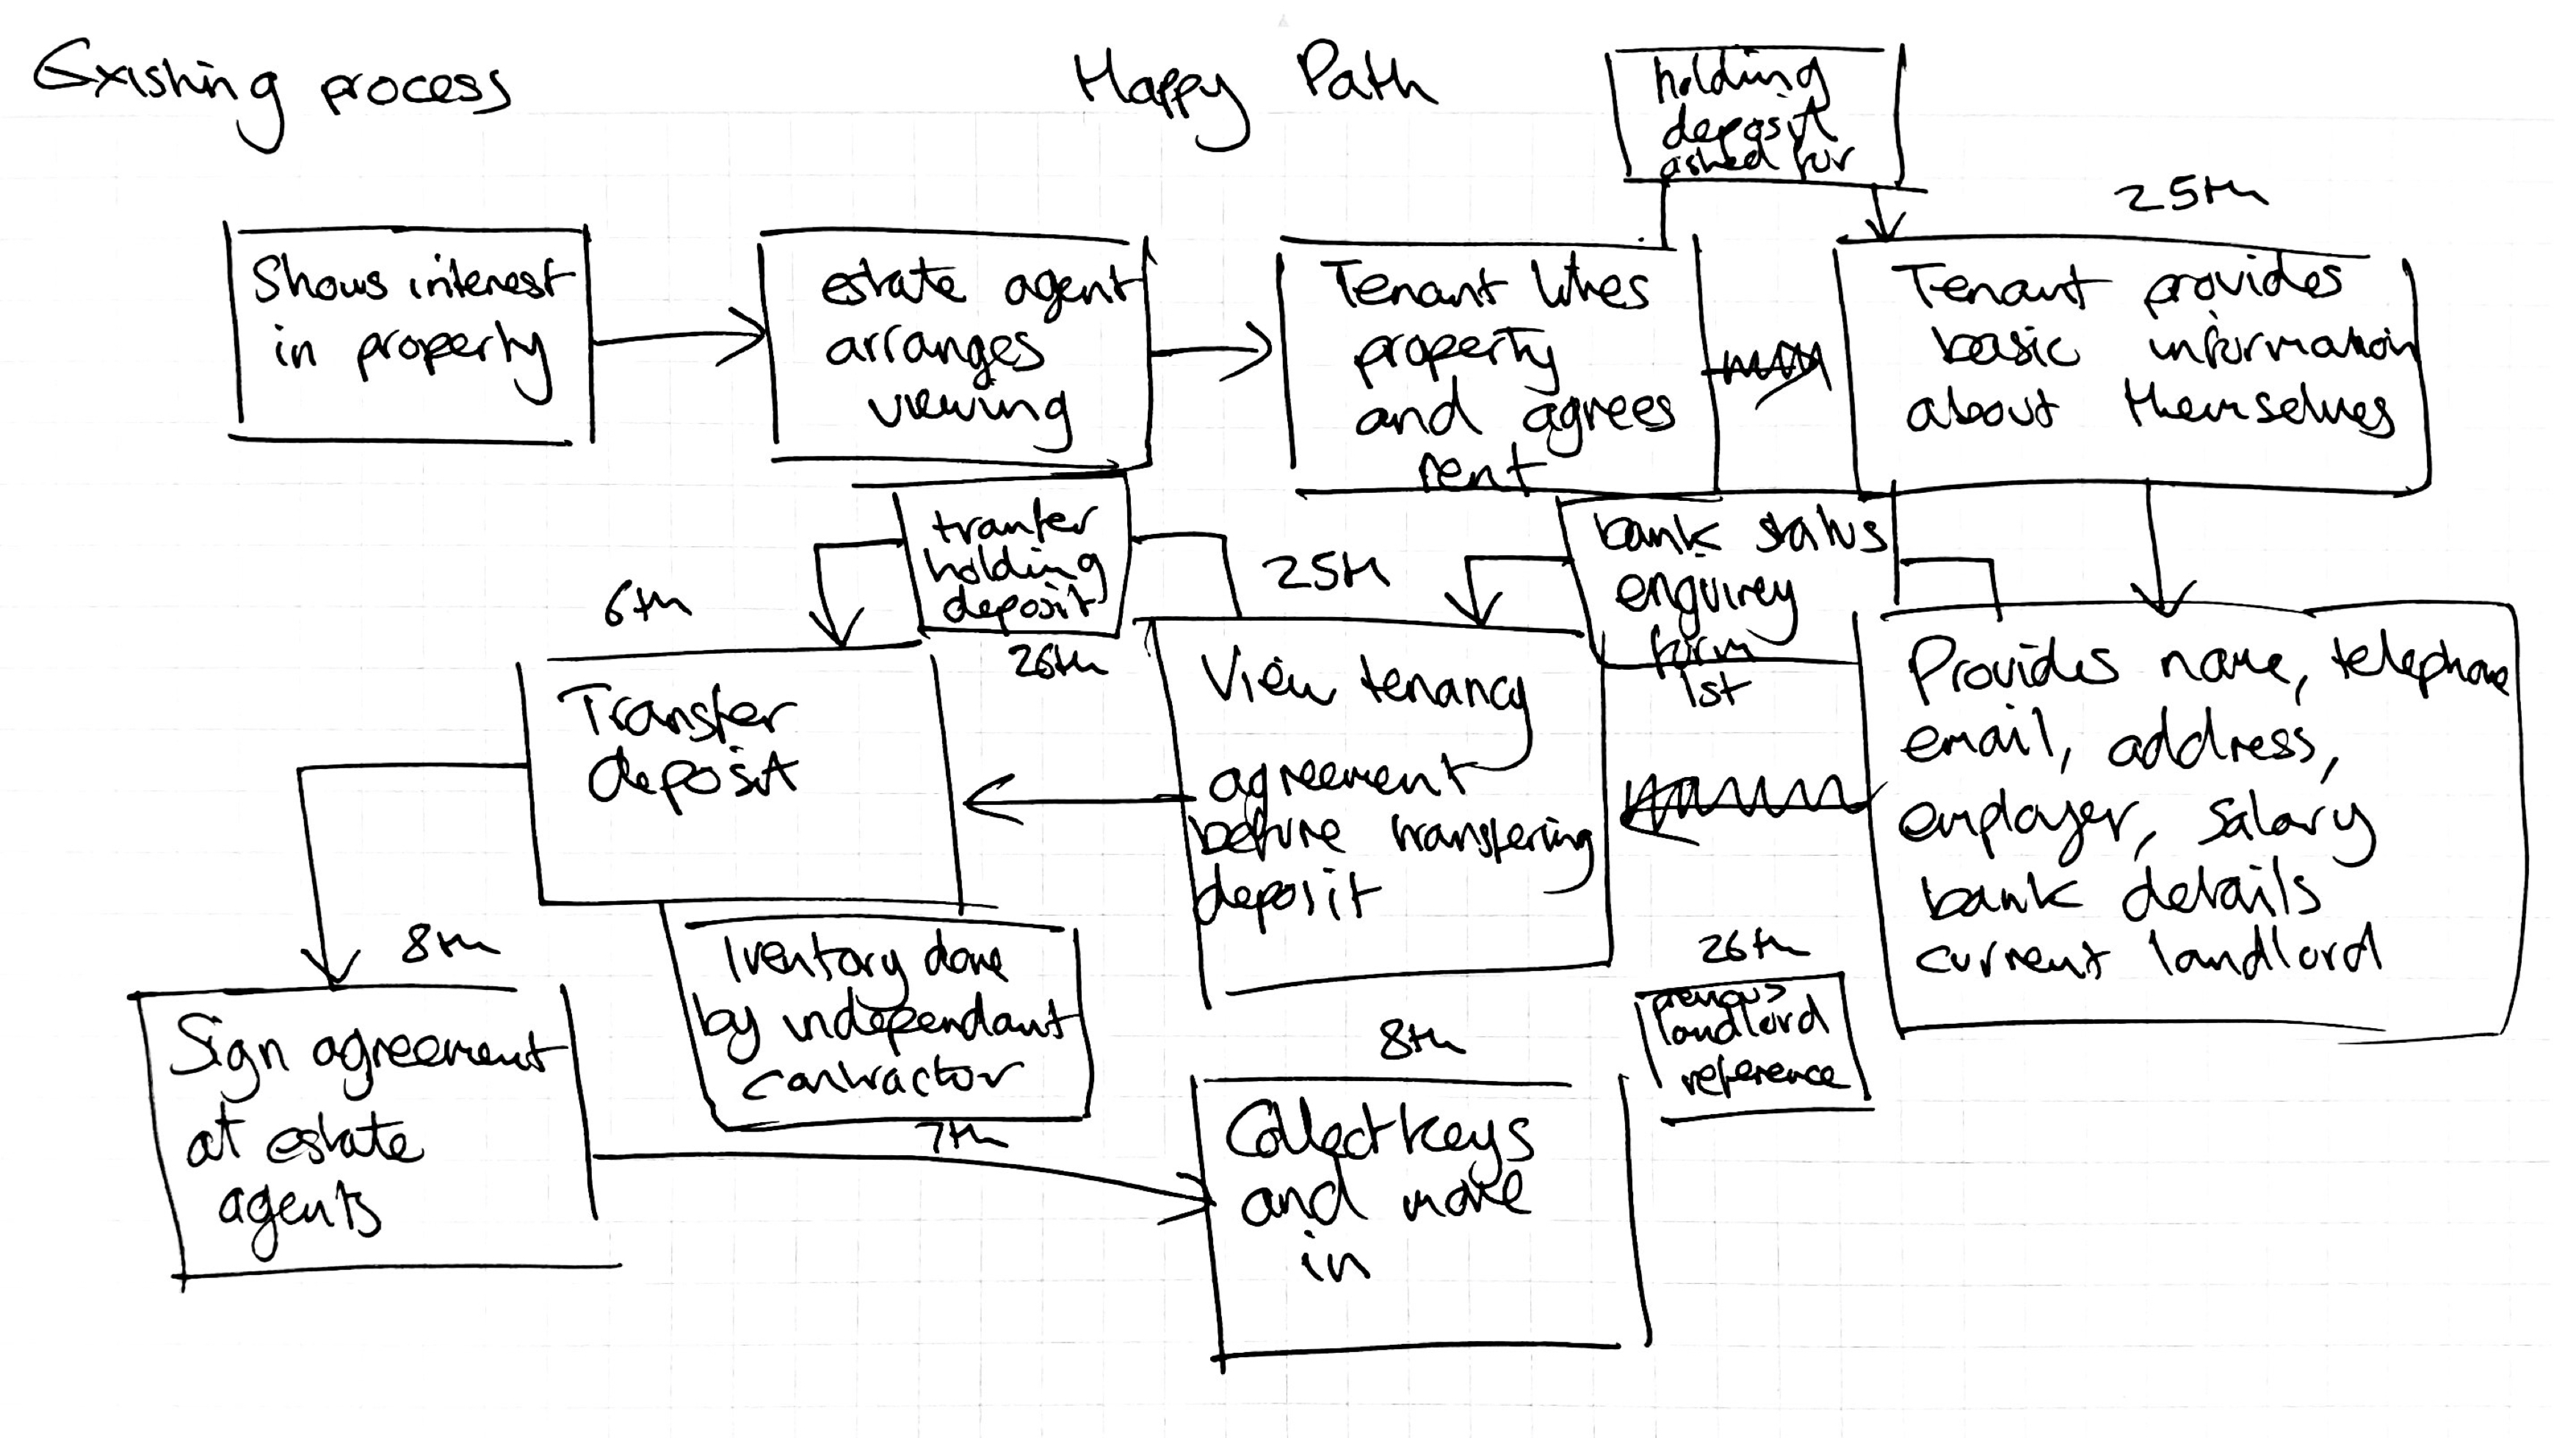 Existing process
Happy Path
holding
deposit
asked for
25th
Shows interest
in property
estate agent
arranges
viewing
Tenant likes
property
and agrees
rent
Tenant provides
basic information
about themselves
tranfer
holding
deposit
26th
25th
bank status
enquirey
form
1st
6th
Transfer
deposit
View tenancy
agreement
before transfering
deposit
Provides name, telephone
email, address,
employer, salary
bank details
current landlord
8th
Sign agreement
at estate
agents
Iventory done
by independant
contractor
7th
8th
Collect keys
and move
in
26th
previous
landlord
reference